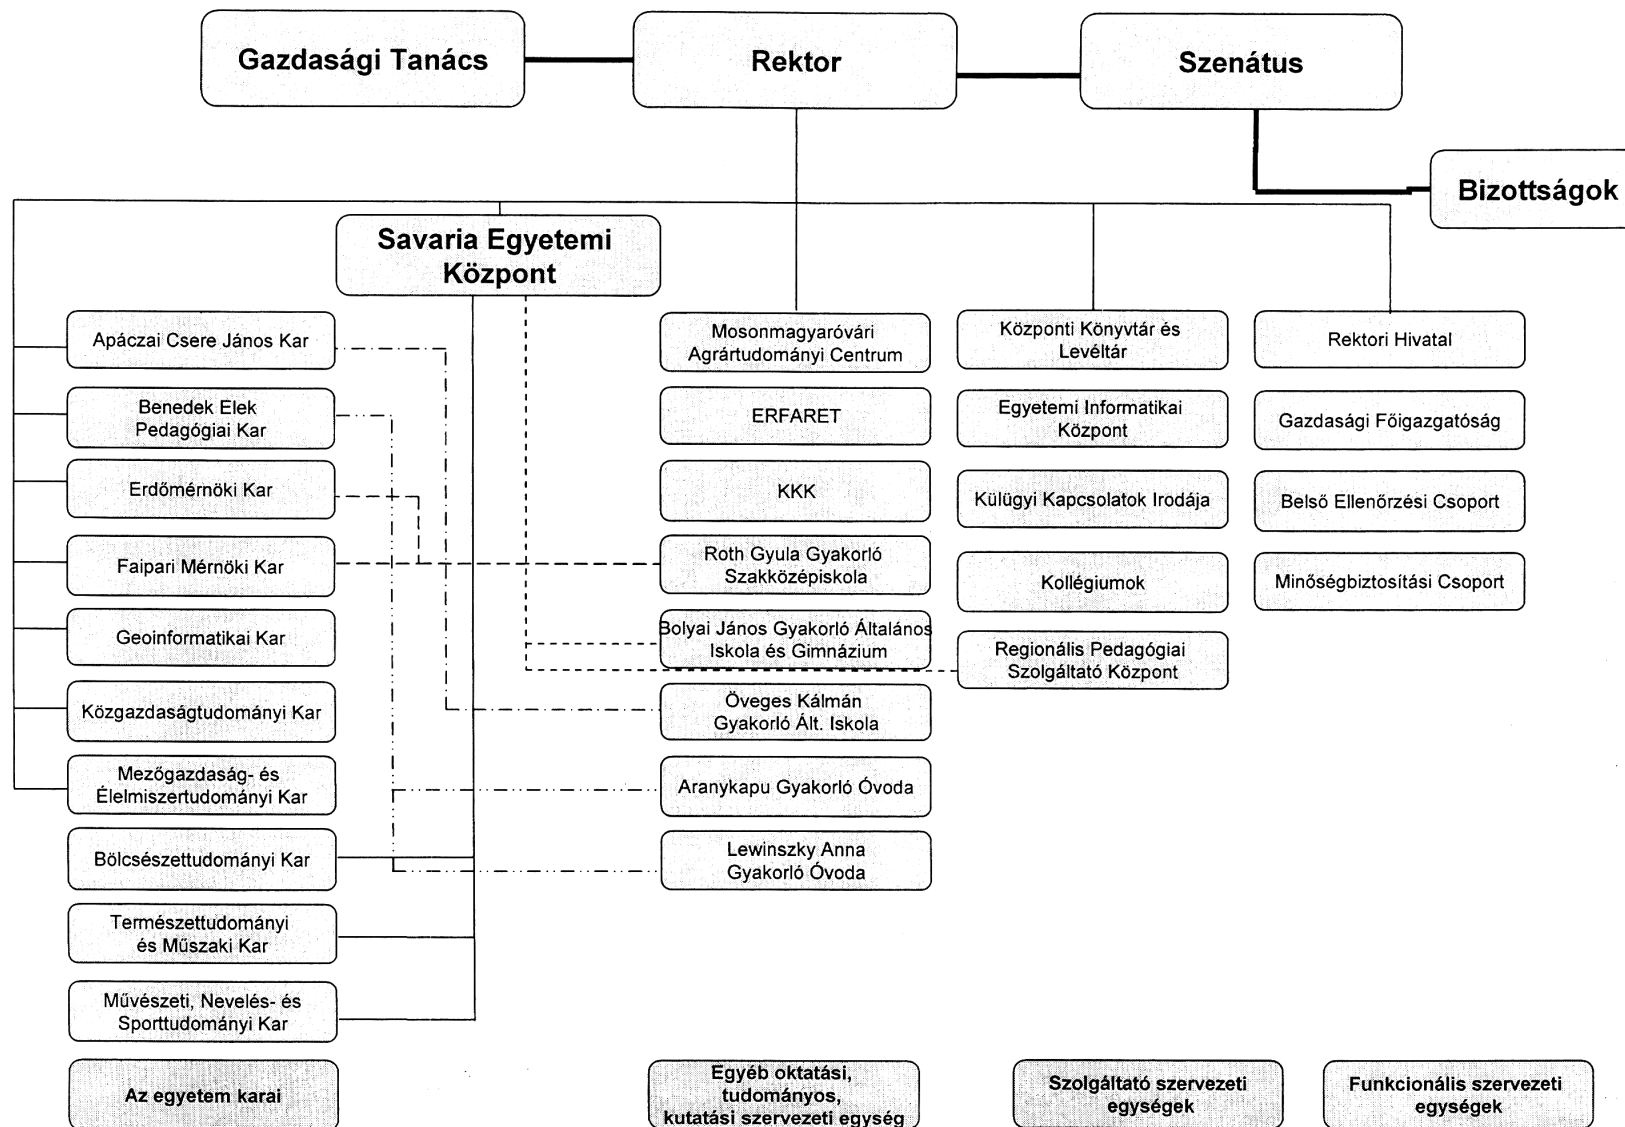 Gazdasági Tanács
Rektor
Szenátus
Bizottságok
Savaria Egyetemi
Központ
Apáczai Csere János Kar
Benedek Elek
Pedagógiai Kar
Erdőmérnöki Kar
Faipari Mérnöki Kar
Geoinformatikai Kar
Közgazdaságtudományi Kar
Mezőgazdaság- és
Élelmiszertudományi Kar
Bölcsészettudományi Kar
Természettudományi
és Műszaki Kar
Művészeti, Nevelés- és
Sporttudományi Kar
Az egyetem karai
Mosonmagyaróvári
Agrártudományi Centrum
ERFARET
KKK
Roth Gyula Gyakorló
Szakközépiskola
Bolyai János Gyakorló Általános
Iskola és Gimnázium
Öveges Kálmán
Gyakorló Ált. Iskola
Aranykapu Gyakorló Óvoda
Lewinszky Anna
Gyakorló Óvoda
Egyéb oktatási,
tudományos,
kutatási szervezeti egység
Központi Könyvtár és
Levéltár
Egyetemi Informatikai
Központ
Külügyi Kapcsolatok Irodája
Kollégiumok
Regionális Pedagógiai
Szolgáltató Központ
Szolgáltató szervezeti
egységek
Rektori Hivatal
Gazdasági Főigazgatóság
Belső Ellenőrzési Csoport
Minőségbiztosítási Csoport
Funkcionális szervezeti
egységek